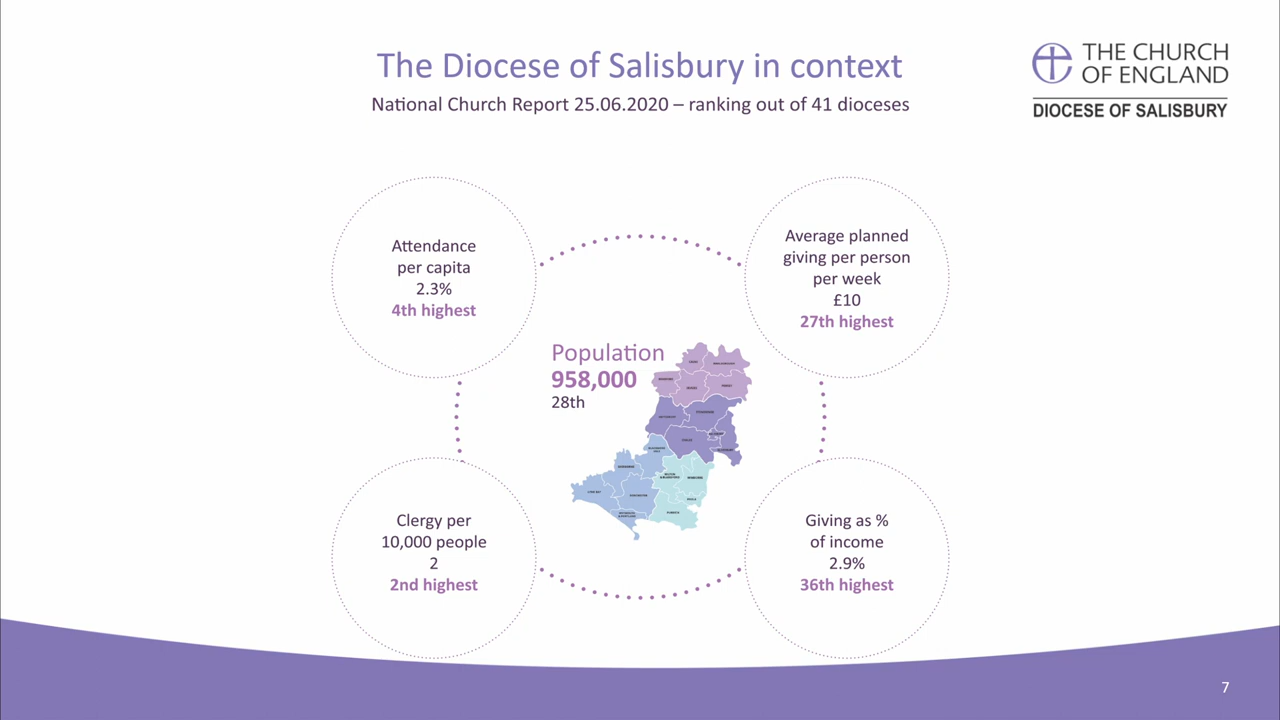 The Diocese of Salisbury in context
National Church Report 25.06.2020 – ranking out of 41 dioceses
THE CHURCH
OF ENGLAND
DIOCESE OF SALISBURY
Attendance
per capita
2.3%
4th highest
Average planned
giving per person
per week
£10
27th highest
Population
958,000
28th
Clergy per
10,000 people
2
2nd highest
Giving as %
of income
2.9%
36th highest
7